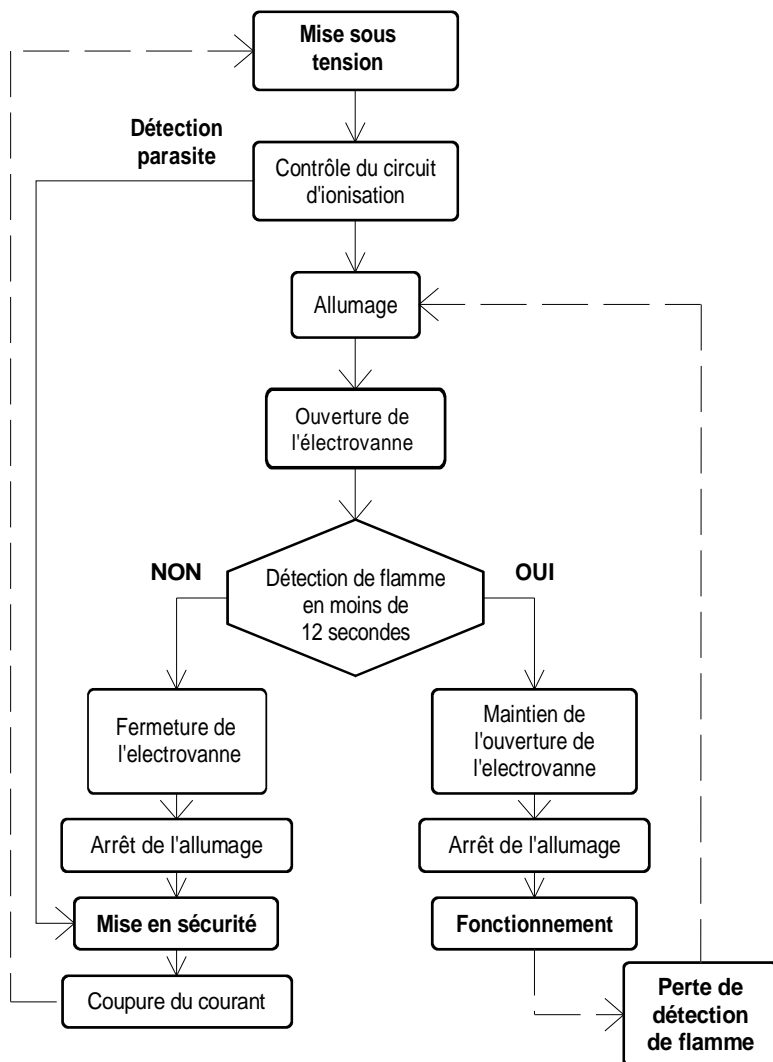 Mise sous
tension
Détection
parasite
Contrôle du circuit
d'ionisation
Allumage
Ouverture de
l'électrovanne
NON
OUI
Détection de flamme
en moins de
12 secondes
Fermeture de
l'electrovanne
Maintien de
l'ouverture de
l'electrovanne
Arrêt de l'allumage
Arrêt de l'allumage
Mise en sécurité
Fonctionnement
Coupure du courant
Perte de
détection
de flamme